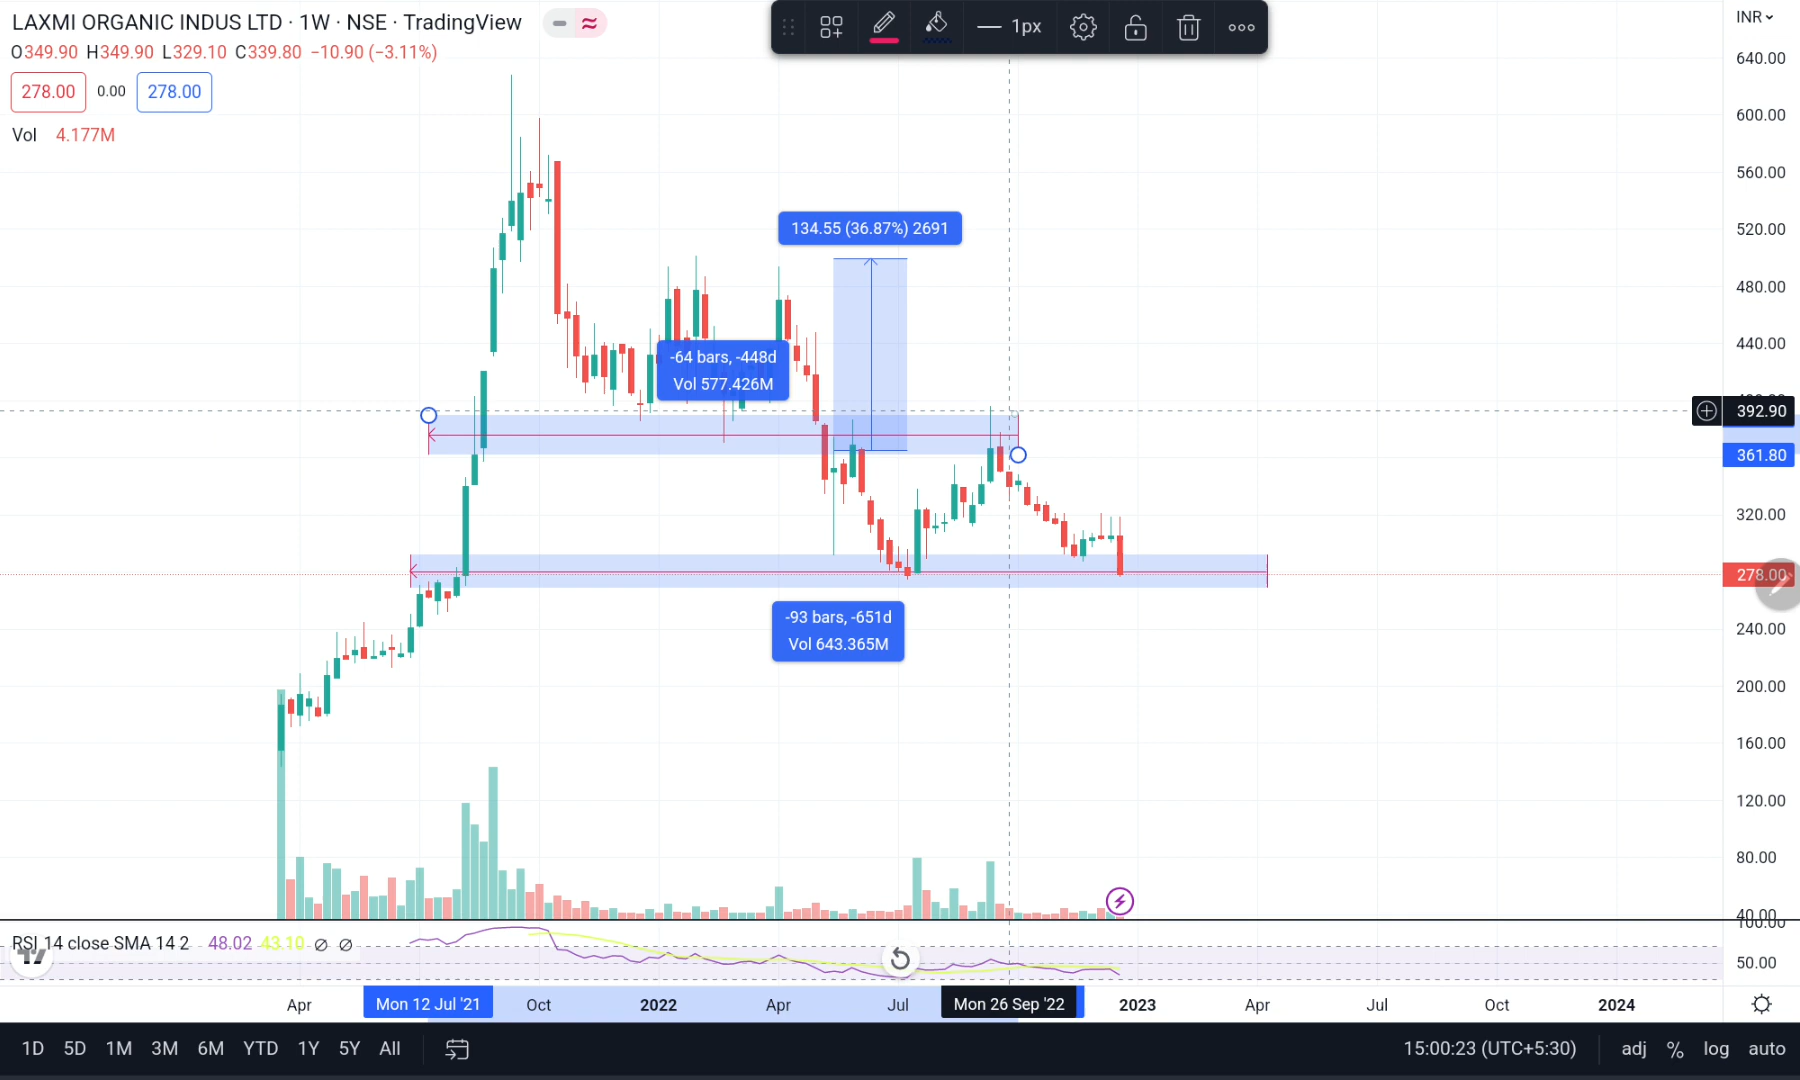 LAXMI ORGANIC INDUS LTD · 1W · NSE · TradingView
O349.90 H349.90 L329.10 C339.80 −10.90 (−3.11%)
278.00 0.00 278.00
Vol 4.177M
1px
INR
640.00
600.00
560.00
520.00
480.00
440.00
392.90
361.80
320.00
278.00
240.00
200.00
160.00
120.00
80.00
40.00
100.00
50.00
134.55 (36.87%) 2691
-64 bars, -448d
Vol 577.426M
-93 bars, -651d
Vol 643.365M
RSI 14 close SMA 14 2 48.02 43.10 ∅ ∅
Apr Mon 12 Jul '21 Oct 2022 Apr Jul Mon 26 Sep '22 2023 Apr Jul Oct 2024
1D 5D 1M 3M 6M YTD 1Y 5Y All 15:00:23 (UTC+5:30) adj % log auto